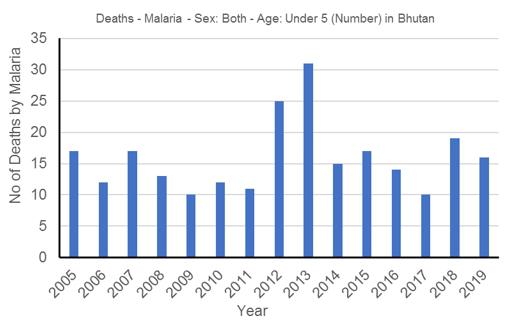 Deaths - Malaria - Sex: Both - Age: Under 5 (Number) in Bhutan
35
30
25
20
15
10
5
0
No of Deaths by Malaria
2005 2006 2007 2008 2009 2010 2011 2012 2013 2014 2015 2016 2017 2018 2019
Year